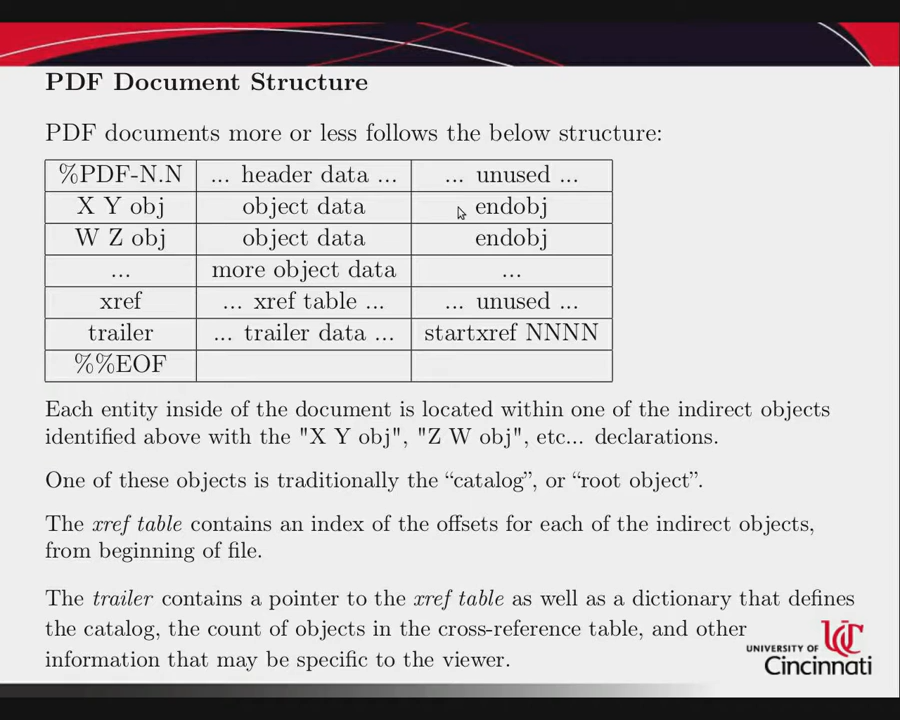 PDF Document Structure
PDF documents more or less follows the below structure:
%PDF-N.N ... header data ... ... unused ...
X Y obj object data endobj
W Z obj object data endobj
... more object data ...
xref ... xref table ... ... unused ...
trailer ... trailer data ... startxref NNNN
%%EOF
Each entity inside of the document is located within one of the indirect objects
identified above with the "X Y obj", "Z W obj", etc... declarations.
One of these objects is traditionally the “catalog”, or “root object”.
The xref table contains an index of the offsets for each of the indirect objects,
from beginning of file.
The trailer contains a pointer to the xref table as well as a dictionary that defines
the catalog, the count of objects in the cross-reference table, and other
information that may be specific to the viewer.
UC
UNIVERSITY OF
Cincinnati